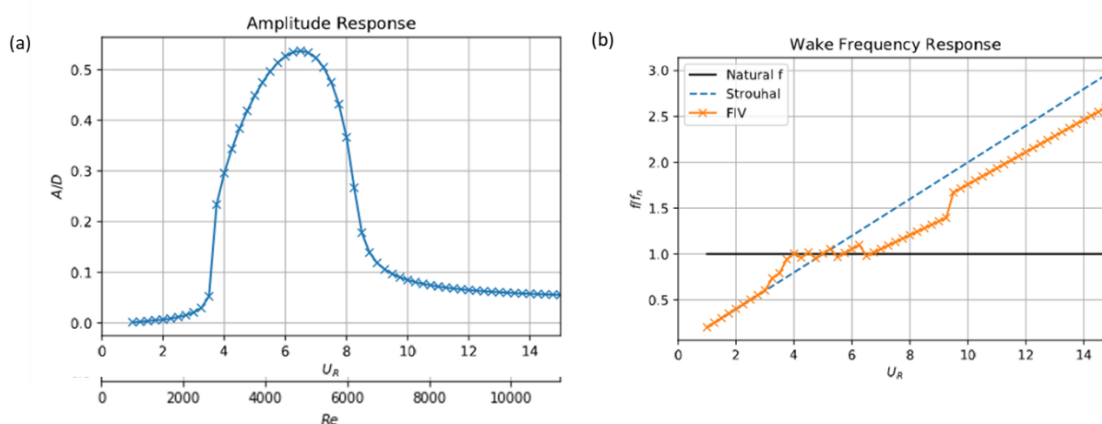 (a)
Amplitude Response
A/D
0.5
0.4
0.3
0.2
0.1
0.0
0 2 4 6 8 10 12 14
U_R
0 2000 4000 6000 8000 10000
Re
(b)
Wake Frequency Response
f/f_n
Natural f
Strouhal
FIV
3.0
2.5
2.0
1.5
1.0
0.5
0 2 4 6 8 10 12 14
U_R